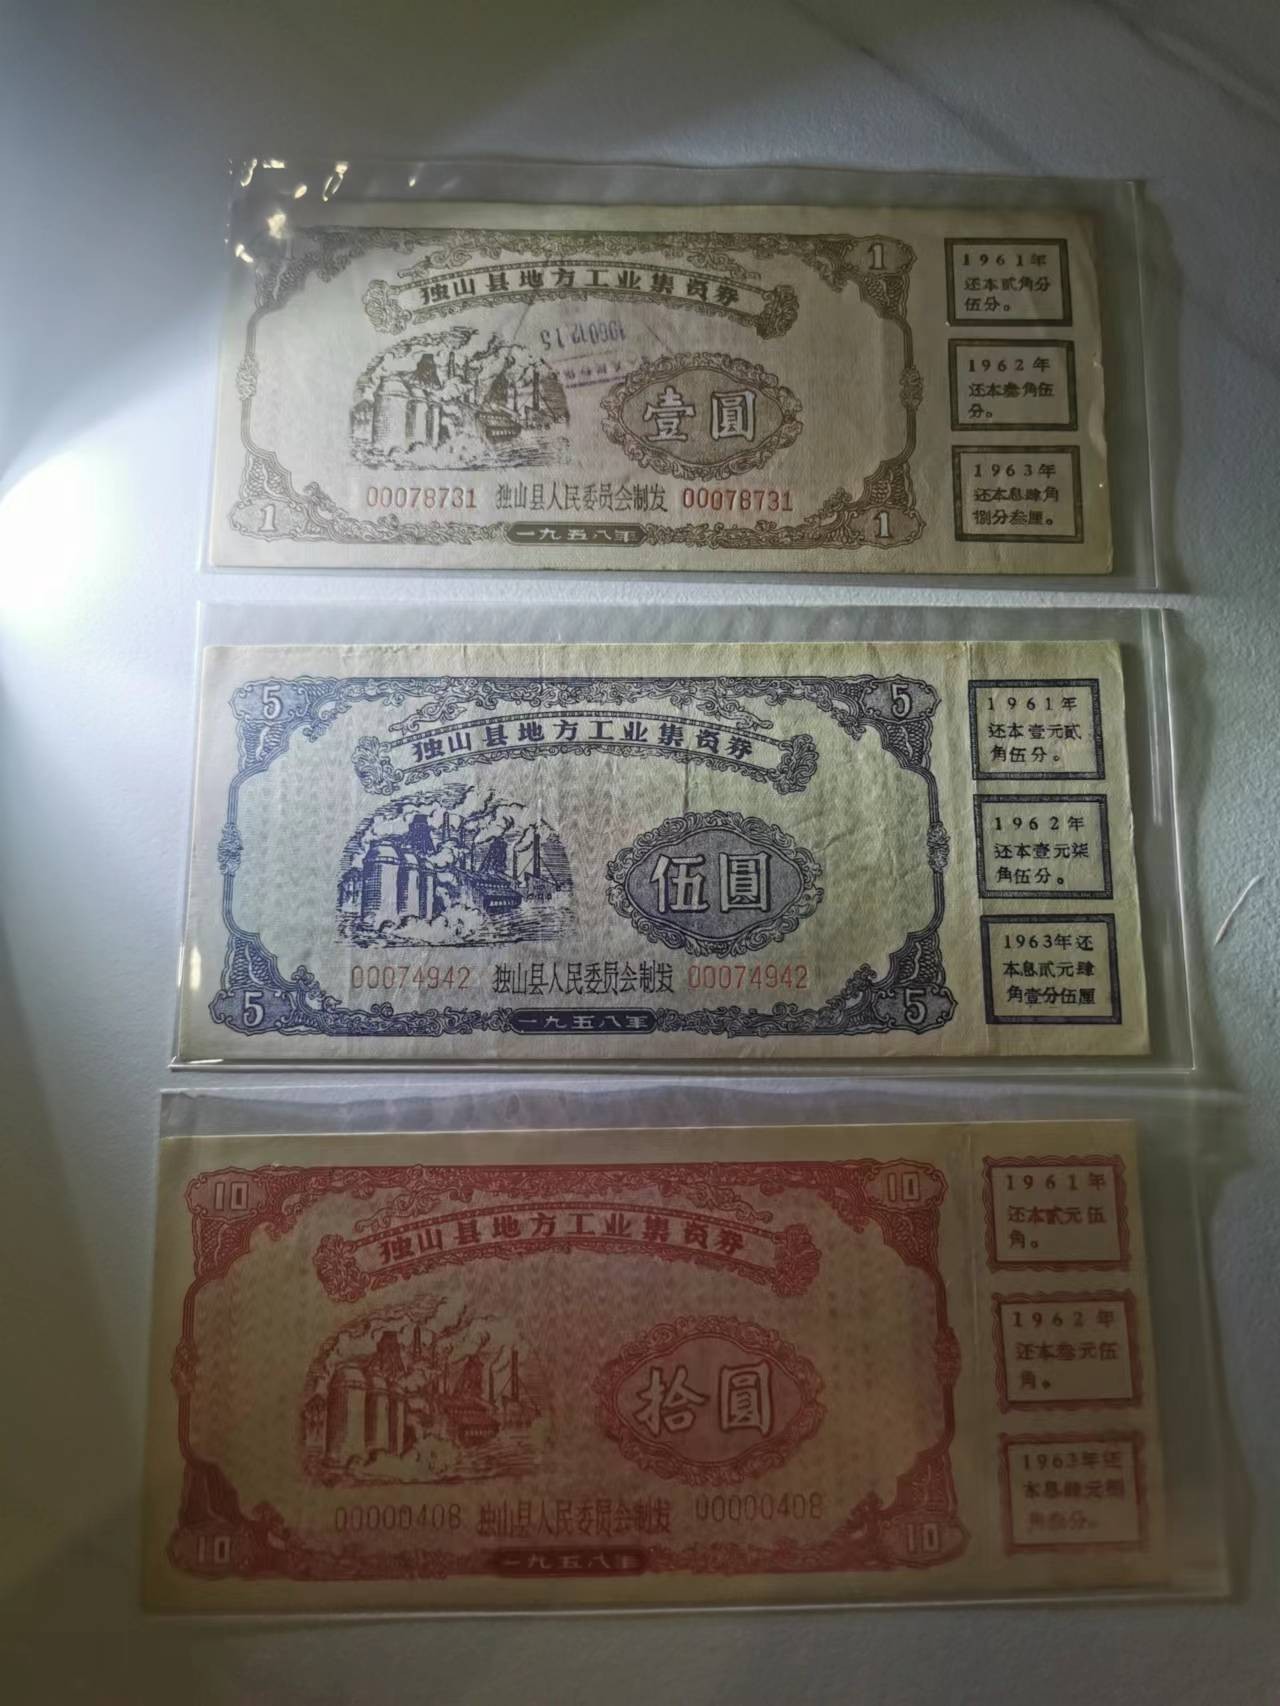 1
独山县地方工业集资券
1960.12.15
壹圆
00078731 独山县人民委员会制发 00078731
1 一九五八年 1
1961年
还本贰角分
伍分。
1962年
还本叁角伍
分。
1963年
还本息肆角
捌分叁厘。
5 5
独山县地方工业集资券
伍圆
00074942 独山县人民委员会制发 00074942
5 一九五八年 5
1961年
还本壹元贰
角伍分。
1962年
还本壹元柒
角伍分。
1963年还
本息贰元肆
角壹分伍厘
10 10
独山县地方工业集资券
拾圆
00000408 独山县人民委员会制发 00000408
10 一九五八年 10
1961年
还本贰元伍
角。
1962年
还本叁元伍
角。
1963年还
本息肆元捌
角叁分。